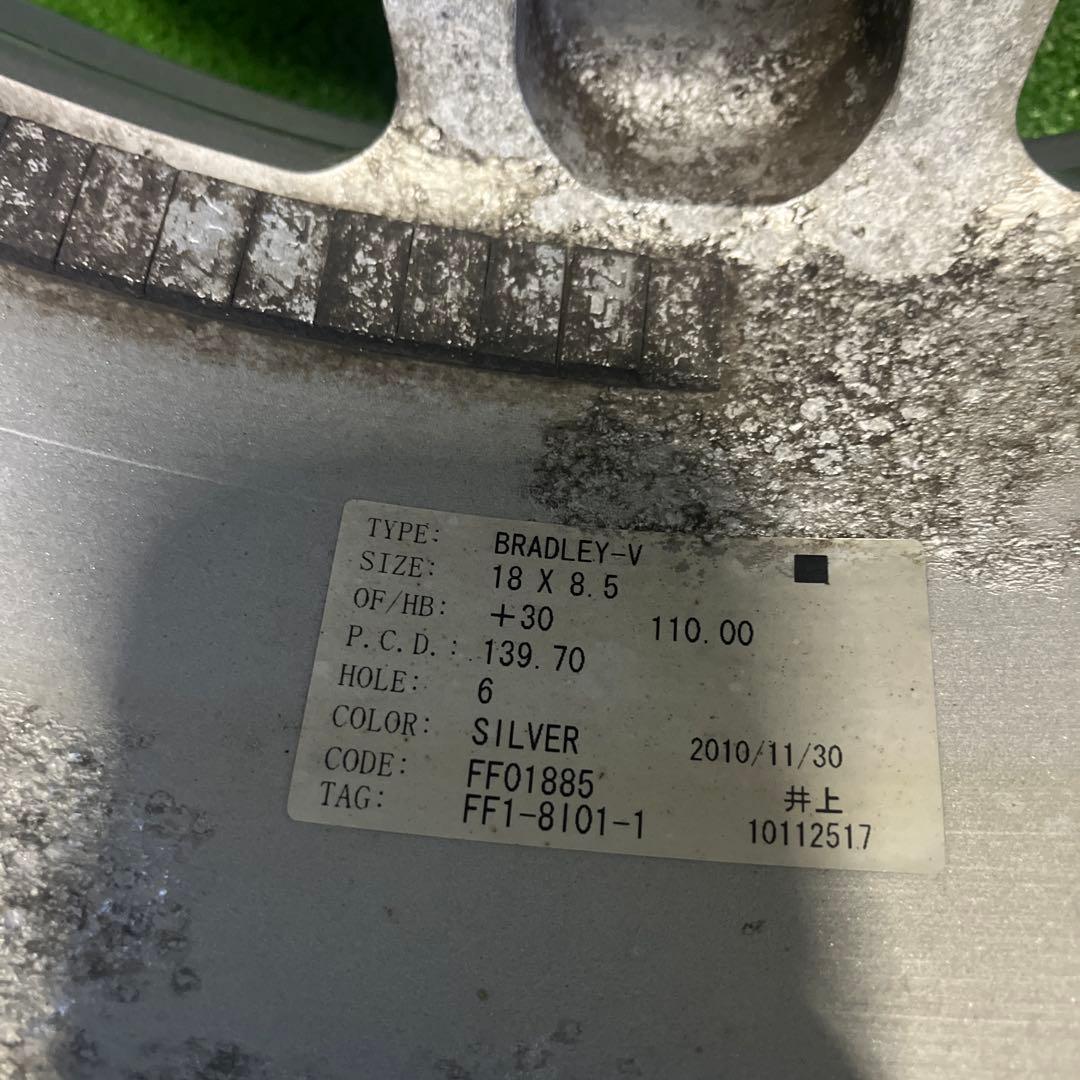 TYPE: BRADLEY-V
SIZE: 18 X 8.5
OF/HB: +30 110.00
P.C.D.: 139.70
HOLE: 6
COLOR: SILVER 2010/11/30
CODE: FF01885 井上
TAG: FF1-8I01-1 10112517